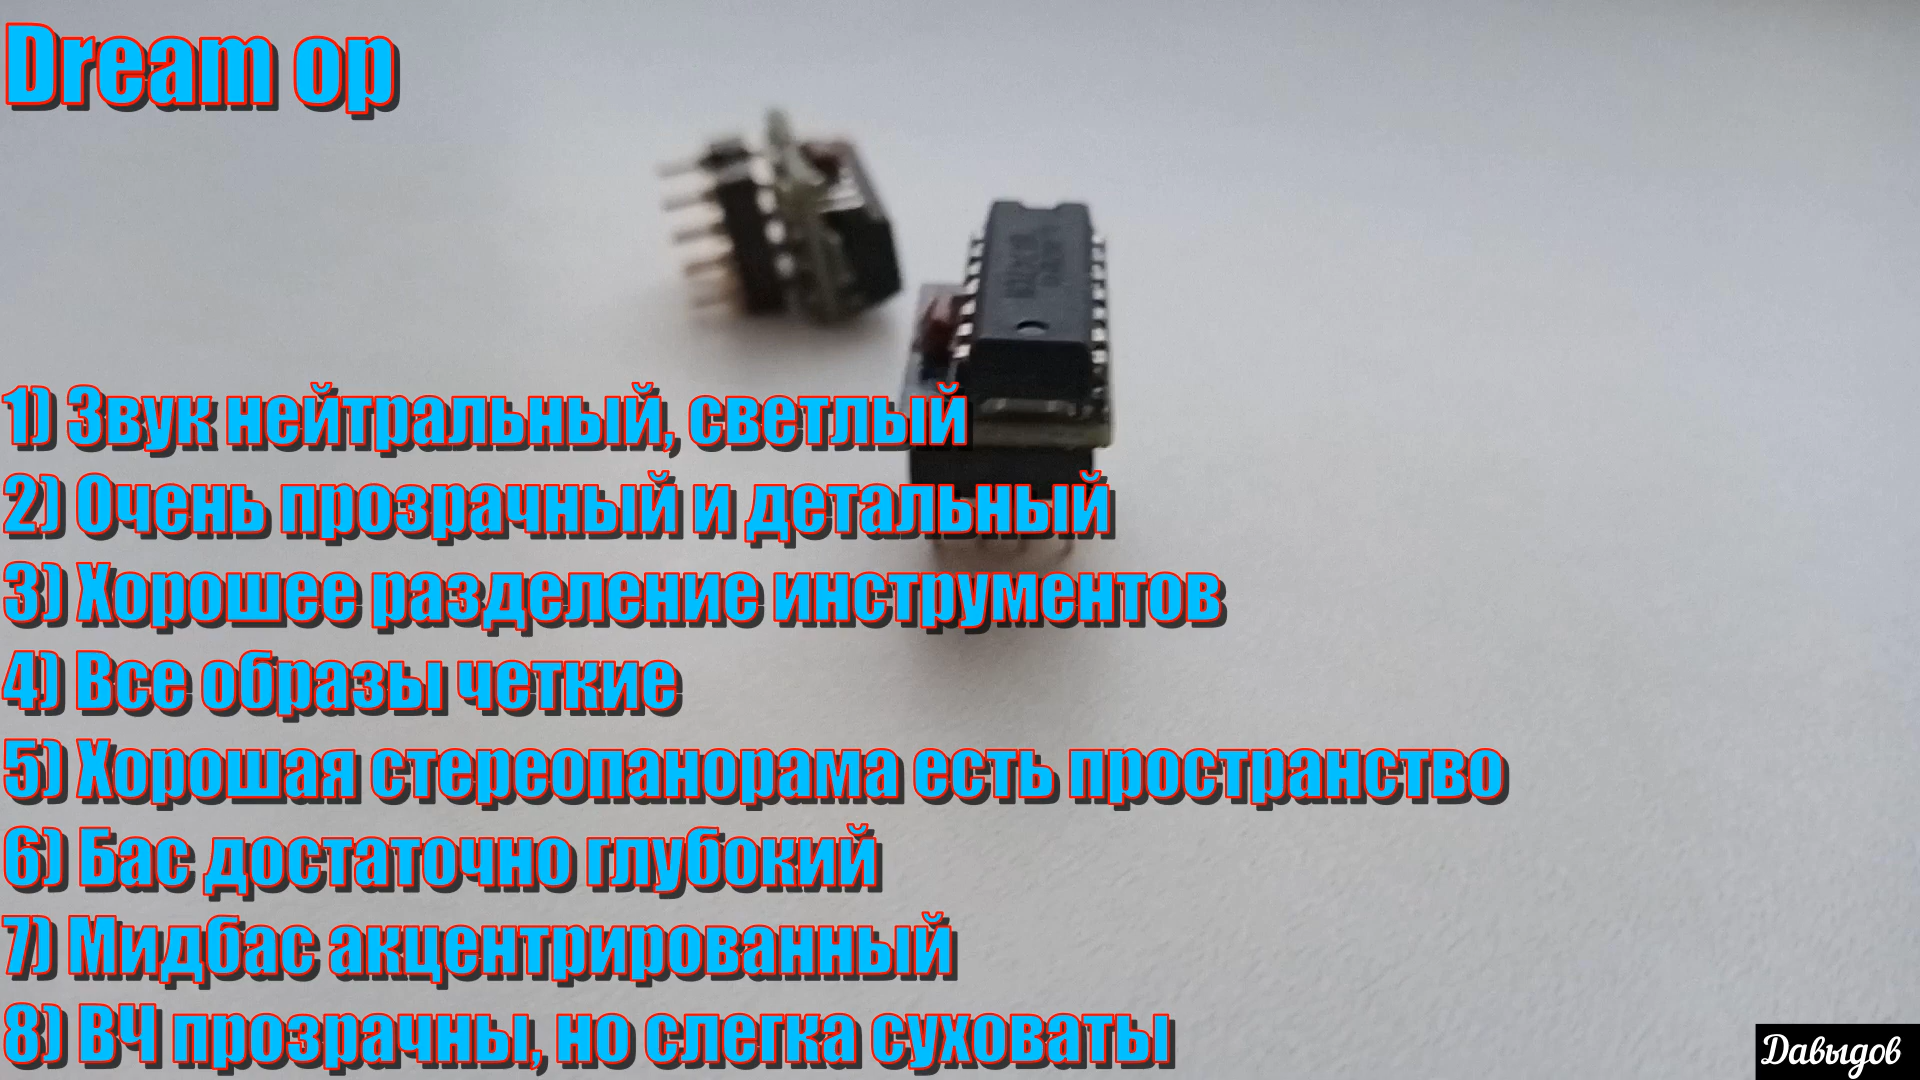 Dream op
1) Звук нейтральный, светлый
2) Очень прозрачный и детальный
3) Хорошее разделение инструментов
4) Все образы четкие
5) Хорошая стереопанорама есть пространство
6) Бас достаточно глубокий
7) Мидбас акцентрированный
8) ВЧ прозрачны, но слегка суховаты
Давыдов